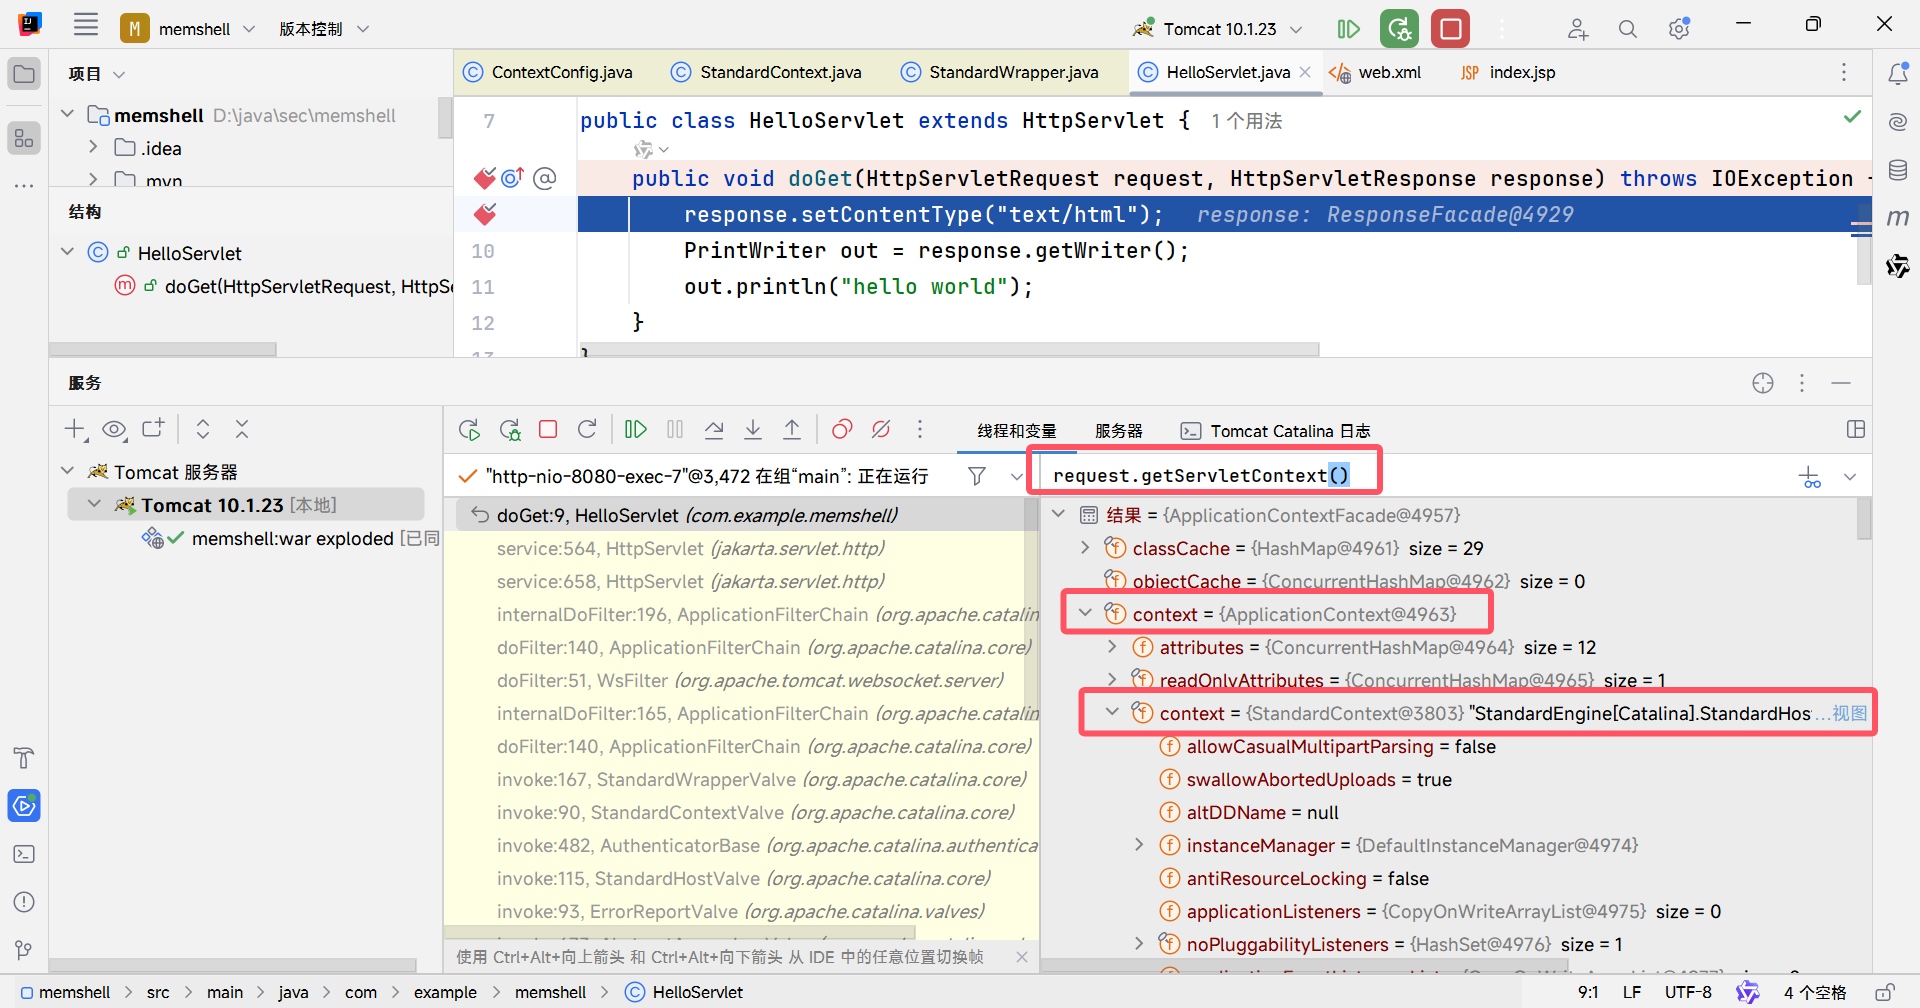 M memshell 版本控制 Tomcat 10.1.23
项目
memshell D:\java\sec\memshell
.idea
.mvn
结构
HelloServlet
doGet(HttpServletRequest, HttpSe
ContextConfig.java StandardContext.java StandardWrapper.java HelloServlet.java web.xml JSP index.jsp
7 public class HelloServlet extends HttpServlet { 1 个用法
public void doGet(HttpServletRequest request, HttpServletResponse response) throws IOException
response.setContentType("text/html"); response: ResponseFacade@4929
10 PrintWriter out = response.getWriter();
11 out.println("hello world");
12 }
13 }
服务
线程和变量 服务器 Tomcat Catalina 日志
Tomcat 服务器
Tomcat 10.1.23 [本地]
memshell:war exploded [已同
"http-nio-8080-exec-7"@3,472 在组“main”: 正在运行
doGet:9, HelloServlet (com.example.memshell)
service:564, HttpServlet (jakarta.servlet.http)
service:658, HttpServlet (jakarta.servlet.http)
internalDoFilter:196, ApplicationFilterChain (org.apache.catalin
doFilter:140, ApplicationFilterChain (org.apache.catalina.core)
doFilter:51, WsFilter (org.apache.tomcat.websocket.server)
internalDoFilter:165, ApplicationFilterChain (org.apache.catalin
doFilter:140, ApplicationFilterChain (org.apache.catalina.core)
invoke:167, StandardWrapperValve (org.apache.catalina.core)
invoke:90, StandardContextValve (org.apache.catalina.core)
invoke:482, AuthenticatorBase (org.apache.catalina.authentica
invoke:115, StandardHostValve (org.apache.catalina.core)
invoke:93, ErrorReportValve (org.apache.catalina.valves)
使用 Ctrl+Alt+向上箭头 和 Ctrl+Alt+向下箭头 从 IDE 中的任意位置切换帧
request.getServletContext()
结果 = {ApplicationContextFacade@4957}
classCache = {HashMap@4961} size = 29
objectCache = {ConcurrentHashMap@4962} size = 0
context = {ApplicationContext@4963}
attributes = {ConcurrentHashMap@4964} size = 12
readOnlyAttributes = {ConcurrentHashMap@4965} size = 1
context = {StandardContext@3803} "StandardEngine[Catalina].StandardHos …视图
allowCasualMultipartParsing = false
swallowAbortedUploads = true
altDDName = null
instanceManager = {DefaultInstanceManager@4974}
antiResourceLocking = false
applicationListeners = {CopyOnWriteArrayList@4975} size = 0
noPluggabilityListeners = {HashSet@4976} size = 1
memshell src main java com example memshell HelloServlet
9:1 LF UTF-8 4 个空格